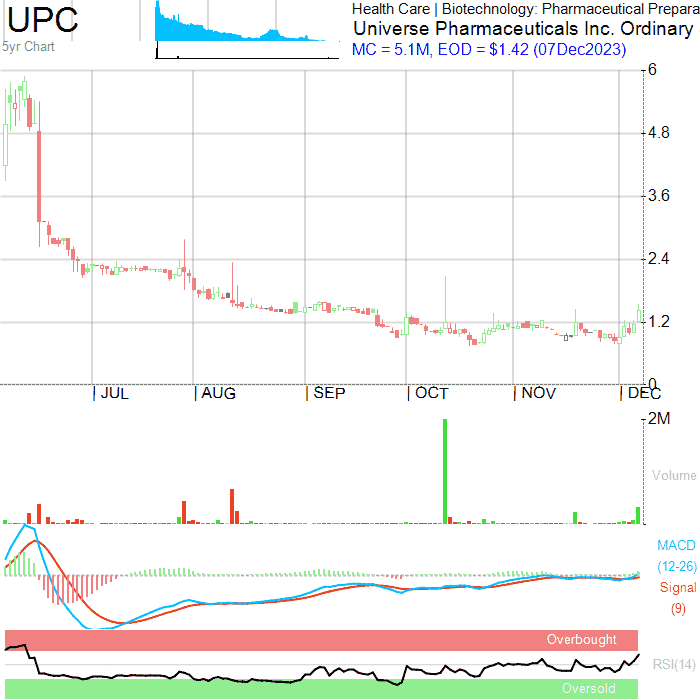 UPC
5yr Chart
Health Care | Biotechnology: Pharmaceutical Prepara
Universe Pharmaceuticals Inc. Ordinary
MC = 5.1M, EOD = $1.42 (07Dec2023)
6
4.8
3.6
2.4
1.2
0
| JUL
| AUG
| SEP
| OCT
| NOV
| DEC
2M
Volume
MACD
(12-26)
Signal
(9)
Overbought
RSI(14)
Oversold